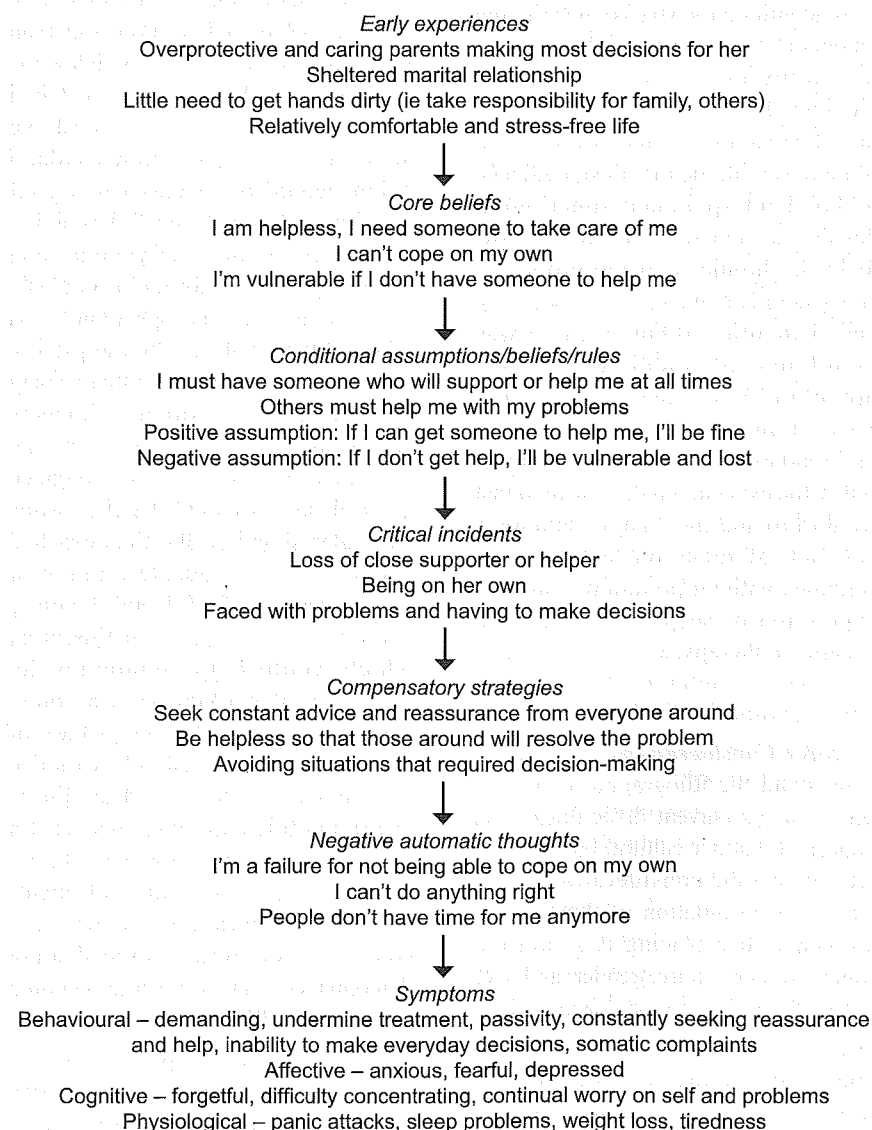 Early experiences
Overprotective and caring parents making most decisions for her
Sheltered marital relationship
Little need to get hands dirty (ie take responsibility for family, others)
Relatively comfortable and stress-free life
Core beliefs
I am helpless, I need someone to take care of me
I can't cope on my own
I'm vulnerable if I don't have someone to help me
Conditional assumptions/beliefs/rules
I must have someone who will support or help me at all times
Others must help me with my problems
Positive assumption: If I can get someone to help me, I'll be fine
Negative assumption: If I don't get help, I'll be vulnerable and lost
Critical incidents
Loss of close supporter or helper
Being on her own
Faced with problems and having to make decisions
Compensatory strategies
Seek constant advice and reassurance from everyone around
Be helpless so that those around will resolve the problem
Avoiding situations that required decision-making
Negative automatic thoughts
I'm a failure for not being able to cope on my own
I can't do anything right
People don't have time for me anymore
Symptoms
Behavioural – demanding, undermine treatment, passivity, constantly seeking reassurance
and help, inability to make everyday decisions, somatic complaints
Affective – anxious, fearful, depressed
Cognitive – forgetful, difficulty concentrating, continual worry on self and problems
Physiological – panic attacks, sleep problems, weight loss, tiredness